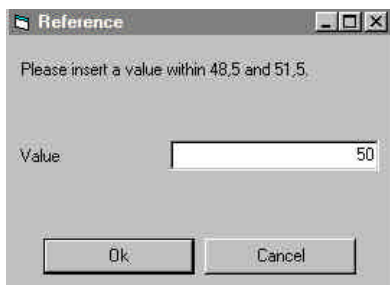 Reference
Please insert a value within 48,5 and 51,5.
Value 50
Ok Cancel